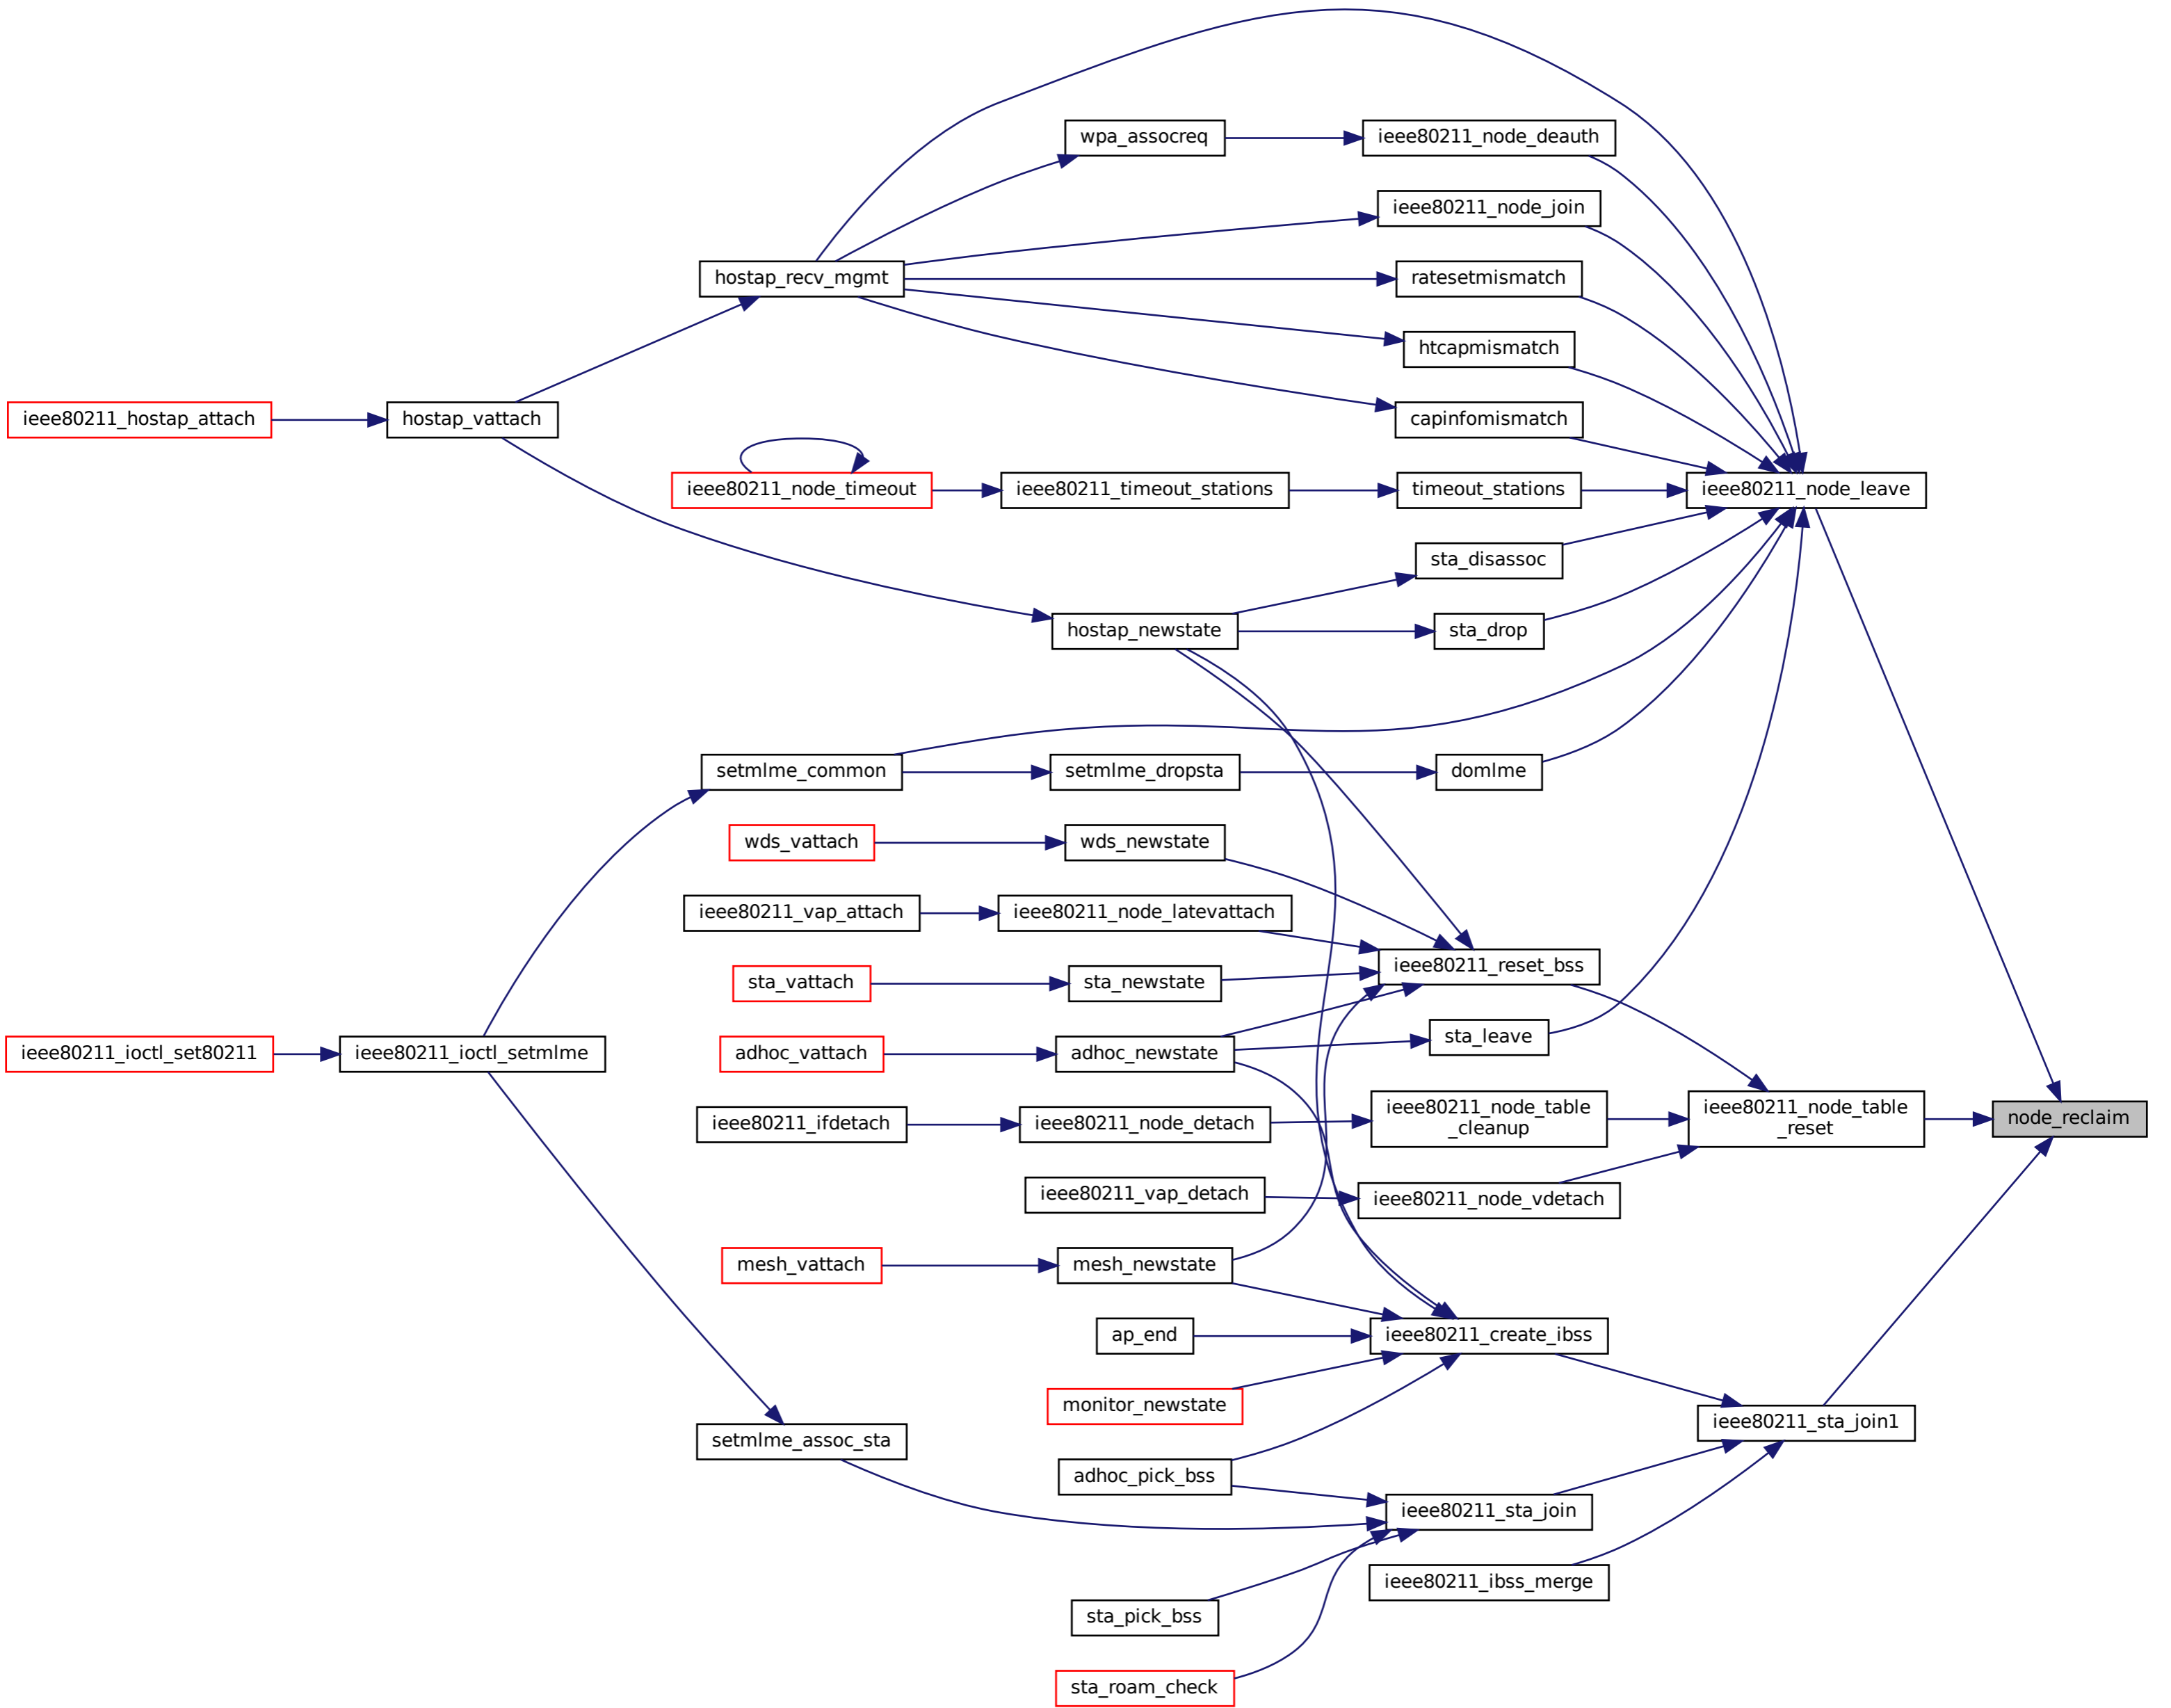 wpa_assocreq
ieee80211_node_deauth
ieee80211_node_join
hostap_recv_mgmt
ratesetmismatch
htcapmismatch
ieee80211_hostap_attach
hostap_vattach
capinfomismatch
ieee80211_node_timeout
ieee80211_timeout_stations
timeout_stations
ieee80211_node_leave
sta_disassoc
hostap_newstate
sta_drop
setmlme_common
setmlme_dropsta
domlme
wds_vattach
wds_newstate
ieee80211_vap_attach
ieee80211_node_latevattach
ieee80211_reset_bss
sta_vattach
sta_newstate
ieee80211_ioctl_set80211
ieee80211_ioctl_setmlme
adhoc_vattach
adhoc_newstate
sta_leave
ieee80211_ifdetach
ieee80211_node_detach
ieee80211_node_table
_cleanup
ieee80211_node_table
_reset
node_reclaim
ieee80211_vap_detach
ieee80211_node_vdetach
mesh_vattach
mesh_newstate
ap_end
ieee80211_create_ibss
monitor_newstate
ieee80211_sta_join1
setmlme_assoc_sta
adhoc_pick_bss
ieee80211_sta_join
ieee80211_ibss_merge
sta_pick_bss
sta_roam_check